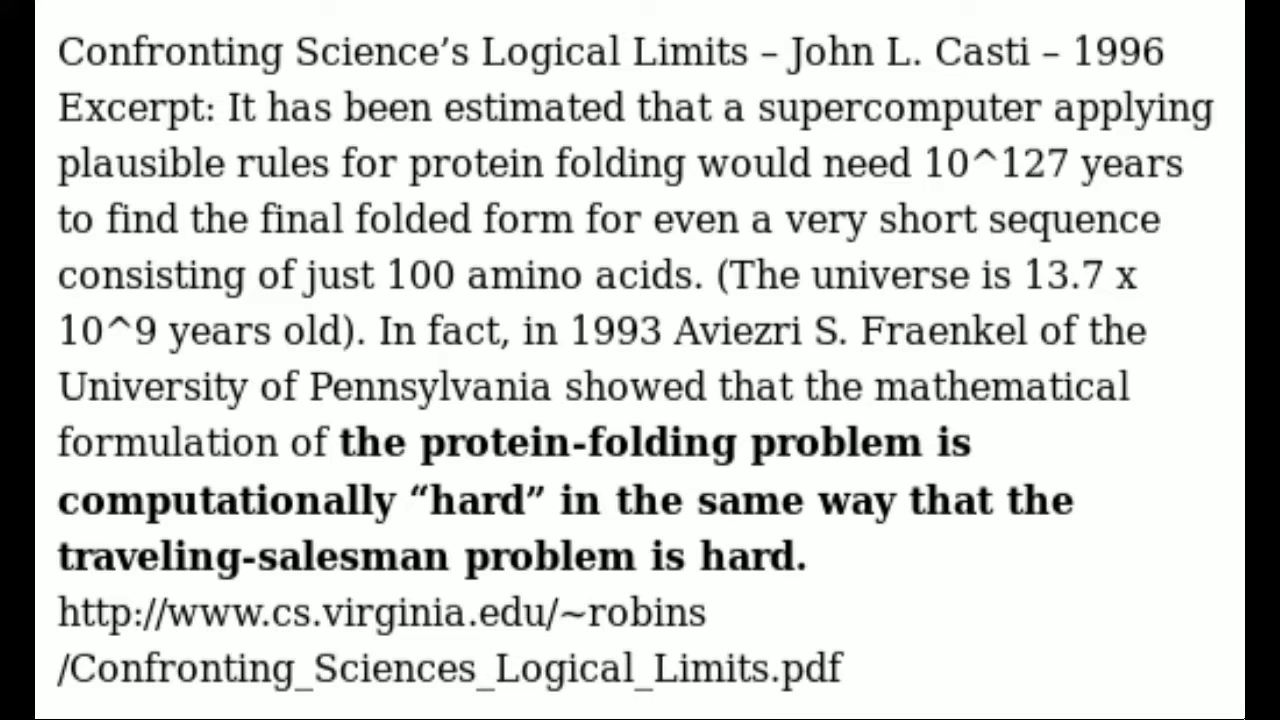 Confronting Science’s Logical Limits – John L. Casti – 1996
Excerpt: It has been estimated that a supercomputer applying
plausible rules for protein folding would need 10^127 years
to find the final folded form for even a very short sequence
consisting of just 100 amino acids. (The universe is 13.7 x
10^9 years old). In fact, in 1993 Aviezri S. Fraenkel of the
University of Pennsylvania showed that the mathematical
formulation of the protein-folding problem is
computationally “hard” in the same way that the
traveling-salesman problem is hard.
http://www.cs.virginia.edu/~robins
/Confronting_Sciences_Logical_Limits.pdf